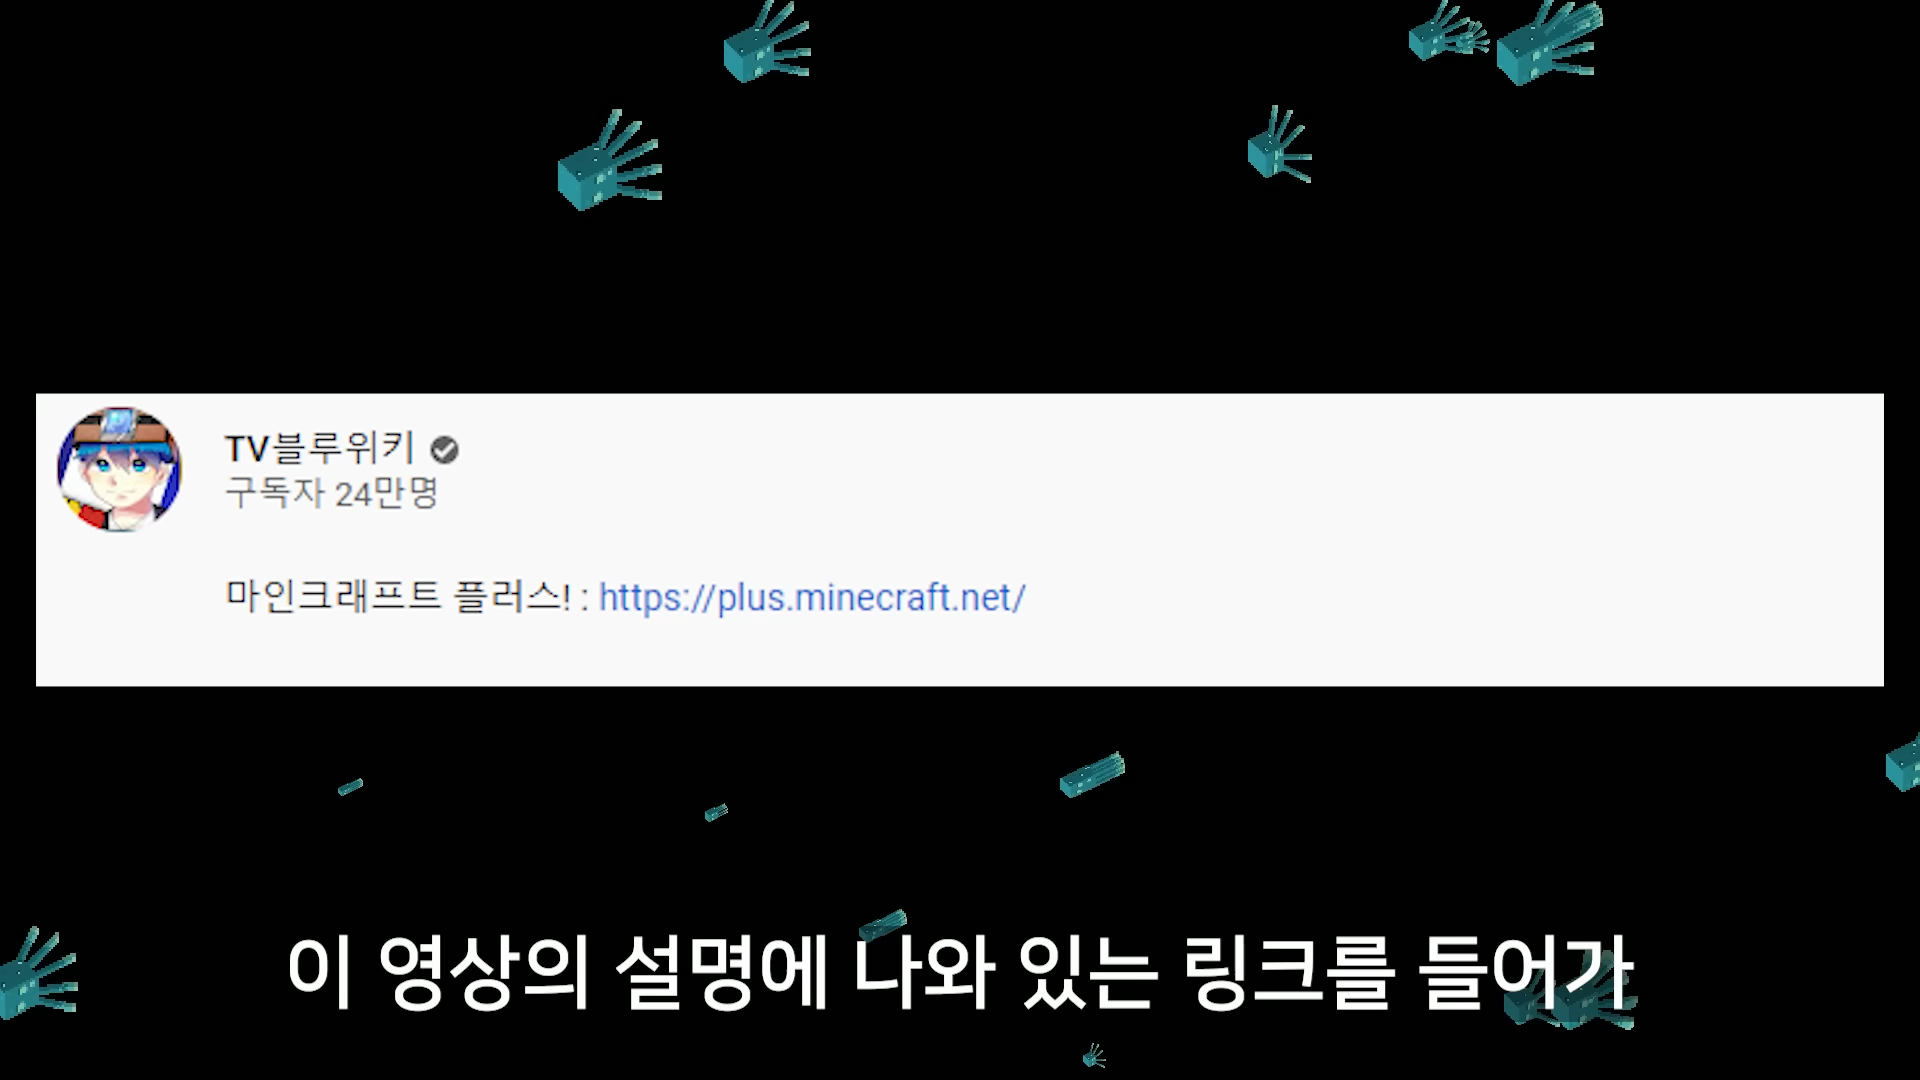 TV블루위키
구독자 24만명
마인크래프트 플러스! : https://plus.minecraft.net/
이 영상의 설명에 나와 있는 링크를 들어가